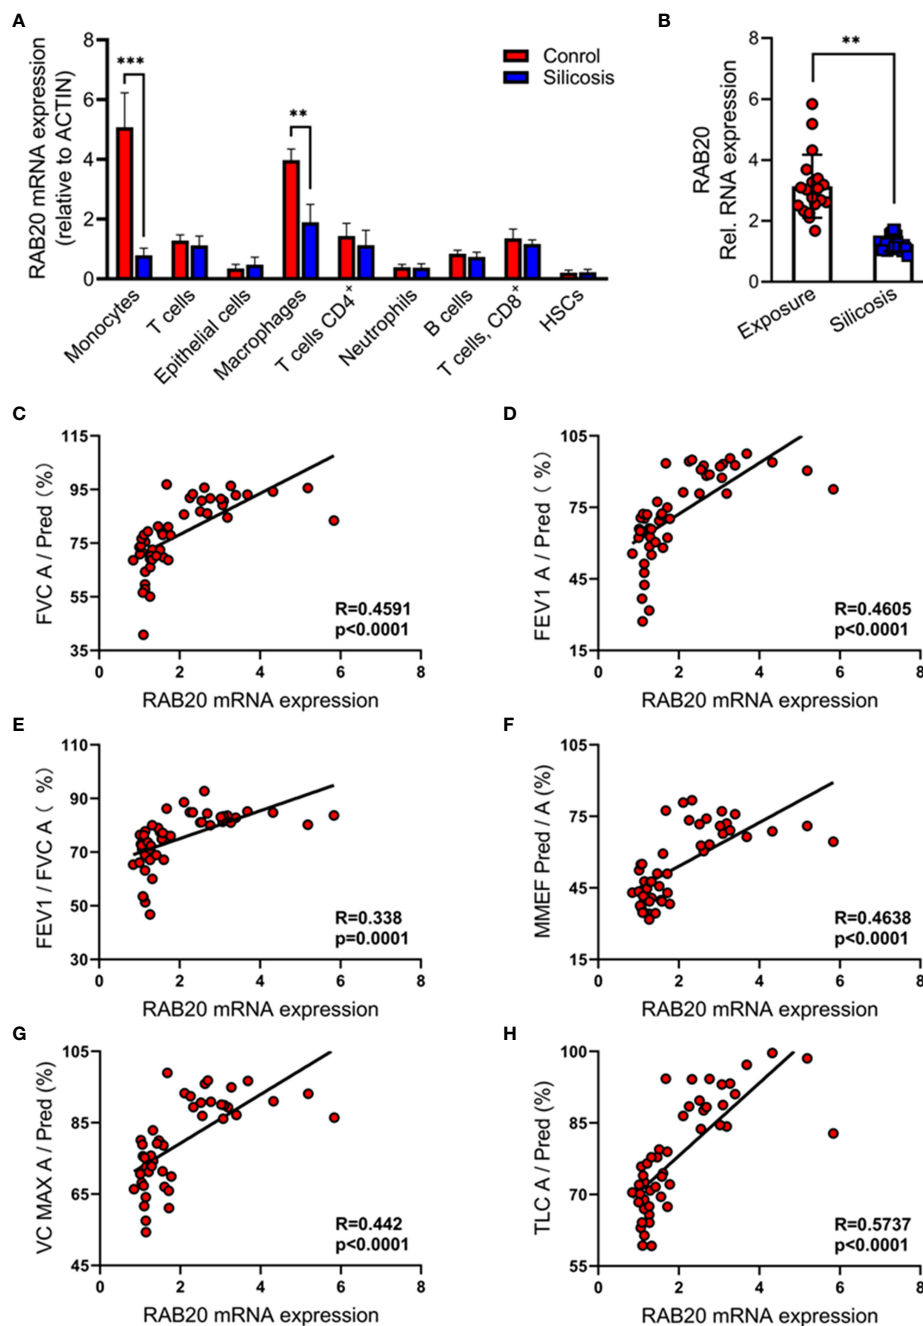 A
RAB20 mRNA expression
(relative to ACTIN)
8
6
4
2
0
***
**
Conrol
Silicosis
Monocytes
T cells
Epithelial cells
Macrophages
T cells CD4+
Neutrophils
B cells
T cells, CD8+
HSCs
B
RAB20
Rel. RNA expression
8
6
4
2
0
**
Exposure
Silicosis
C
FVC A / Pred (%)
115
95
75
55
35
0 2 4 6 8
R=0.4591
p<0.0001
RAB20 mRNA expression
D
FEV1 A / Pred ( %)
105
75
45
15
0 2 4 6 8
R=0.4605
p<0.0001
RAB20 mRNA expression
E
FEV1 / FVC A ( %)
110
90
70
50
30
0 2 4 6 8
R=0.338
p=0.0001
RAB20 mRNA expression
F
MMEF Pred / A (%)
105
75
45
15
0 2 4 6 8
R=0.4638
p<0.0001
RAB20 mRNA expression
G
VC MAX A / Pred (%)
105
85
65
45
0 2 4 6 8
R=0.442
p<0.0001
RAB20 mRNA expression
H
TLC A / Pred (%)
100
85
70
55
0 2 4 6 8
R=0.5737
p<0.0001
RAB20 mRNA expression